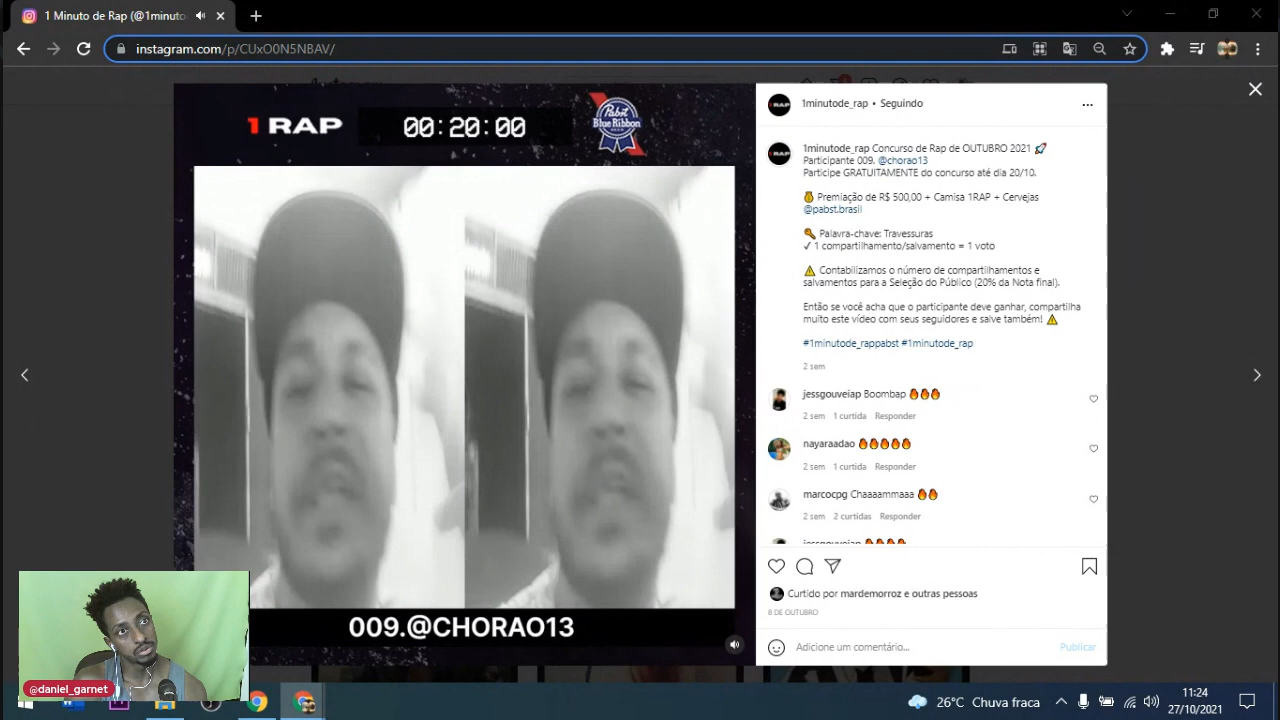 1 Minuto de Rap (@1minuto
instagram.com/p/CUxO0N5NBAV/
1 RAP
00:20:00
Pabst
Blue Ribbon
009.@CHORAO13
1minutode_rap • Seguindo
1minutode_rap Concurso de Rap de OUTUBRO 2021 🚀
Participante 009. @chorao13
Participe GRATUITAMENTE do concurso até dia 20/10.
🥇 Premiação de R$ 500,00 + Camisa 1RAP + Cervejas
@pabst.brasil
🔑 Palavra-chave: Travessuras
✓ 1 compartilhamento/salvamento = 1 voto
⚠️ Contabilizamos o número de compartilhamentos e
salvamentos para a Seleção do Público (20% da Nota final).
Então se você acha que o participante deve ganhar, compartilha
muito este vídeo com seus seguidores e salve também! ⚠️
#1minutode_rappabst #1minutode_rap
2 sem
jessgouveiap Boombap 🔥🔥🔥
2 sem 1 curtida Responder
nayaraadao 🔥🔥🔥🔥🔥
2 sem 1 curtida Responder
marcocpg Chaaaammaaa 🔥🔥
2 sem 2 curtidas Responder
jessgouveiap 🔥🔥🔥🔥
Curtido por mardemorroz e outras pessoas
8 DE OUTUBRO
Adicione um comentário...
Publicar
@daniel_garnet
26°C Chuva fraca
11:24
27/10/2021